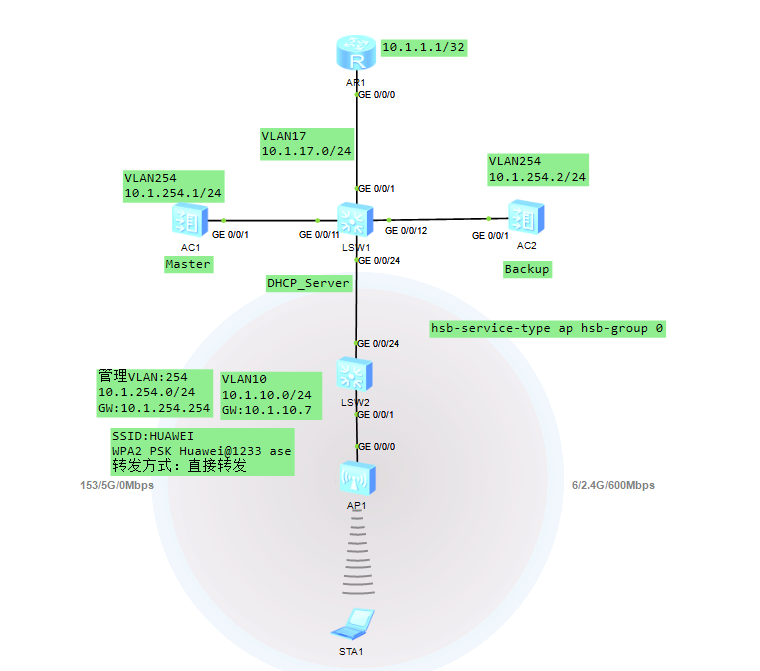 R
10.1.1.1/32
AR1
GE 0/0/0
VLAN17
10.1.17.0/24
VLAN254
10.1.254.1/24
VLAN254
10.1.254.2/24
GE 0/0/1
GE 0/0/1
GE 0/0/11
GE 0/0/12
GE 0/0/1
AC1
LSW1
AC2
Master
GE 0/0/24
Backup
DHCP_Server
hsb-service-type ap hsb-group 0
GE 0/0/24
管理VLAN:254
10.1.254.0/24
GW:10.1.254.254
VLAN10
10.1.10.0/24
GW:10.1.10.7
LSW2
GE 0/0/1
SSID:HUAWEI
WPA2 PSK Huawei@1233 ase
转发方式: 直接转发
GE 0/0/0
153/5G/0Mbps
6/2.4G/600Mbps
AP1
STA1